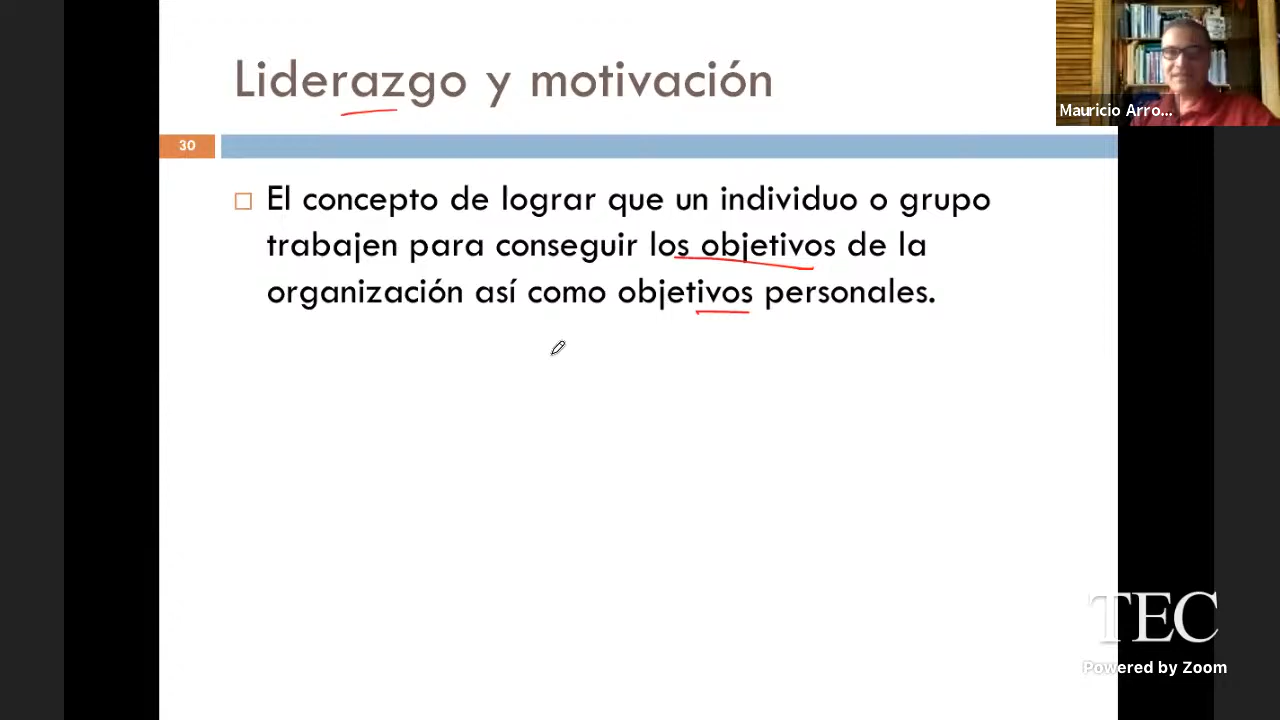 Liderazgo y motivación
Mauricio Arro...
30
El concepto de lograr que un individuo o grupo
trabajen para conseguir los objetivos de la
organización así como objetivos personales.
TEC
Powered by Zoom